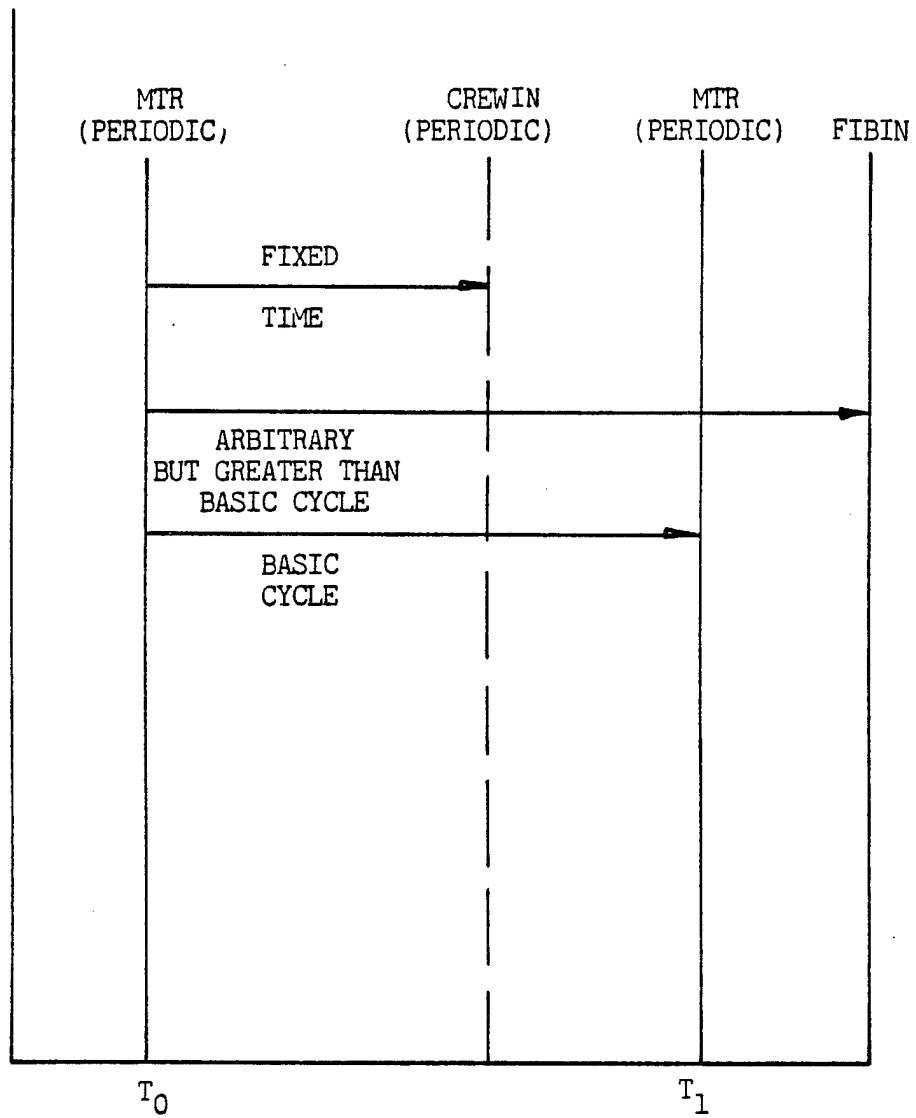 MTR
(PERIODIC,
CREWIN
(PERIODIC)
MTR
(PERIODIC)
FIBIN
FIXED
TIME
ARBITRARY
BUT GREATER THAN
BASIC CYCLE
BASIC
CYCLE
T0
T1